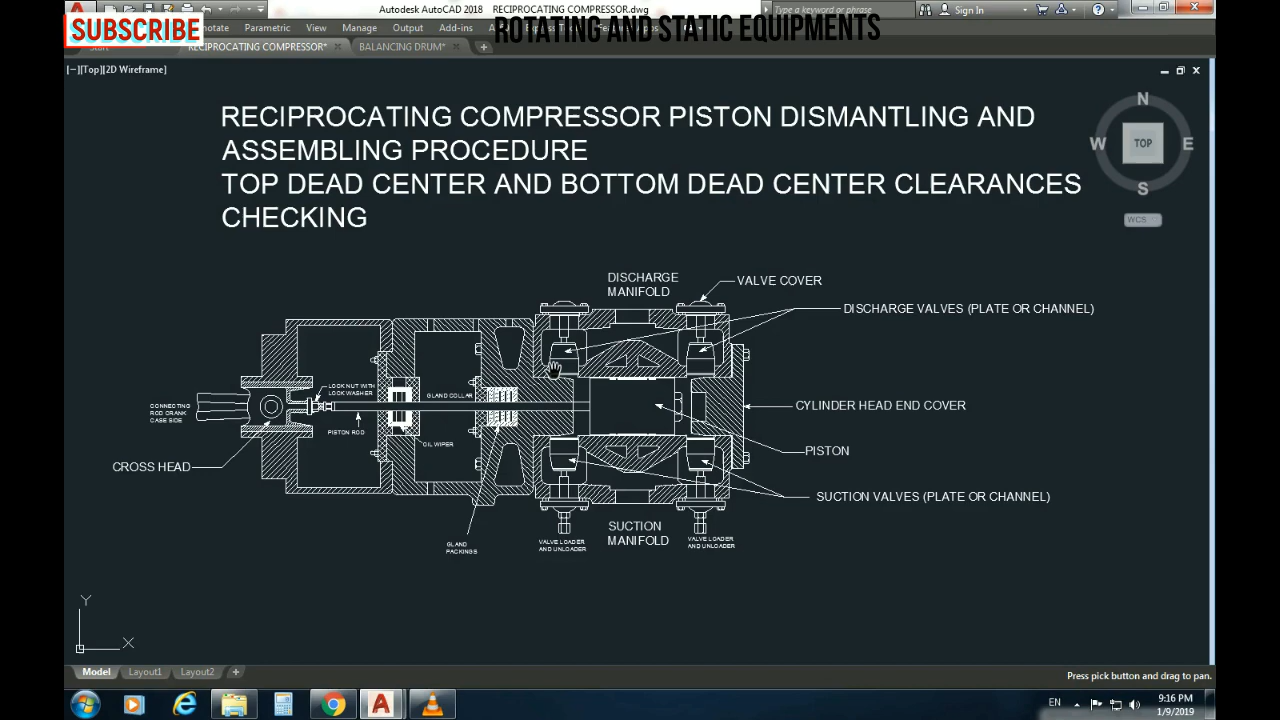 Autodesk AutoCAD 2018 RECIPROCATING COMPRESSOR.dwg
Type a keyword or phrase
Sign In
SUBSCRIBE
ROTATING AND STATIC EQUIPMENTS
Parametric View Manage Output Add-ins
Start RECIPROCATING COMPRESSOR* BALANCING DRUM*
[−][Top][2D Wireframe]
RECIPROCATING COMPRESSOR PISTON DISMANTLING AND
ASSEMBLING PROCEDURE
TOP DEAD CENTER AND BOTTOM DEAD CENTER CLEARANCES
CHECKING
N
W TOP E
S
WCS
DISCHARGE
MANIFOLD
VALVE COVER
DISCHARGE VALVES (PLATE OR CHANNEL)
LOCK NUT WITH
LOCK WASHER
GLAND COLLAR
CONNECTING
ROD CRANK
CASE SIDE
PISTON ROD
OIL WIPER
CYLINDER HEAD END COVER
PISTON
CROSS HEAD
SUCTION VALVES (PLATE OR CHANNEL)
GLAND
PACKINGS
VALVE LOADER
AND UNLOADER
SUCTION
MANIFOLD
VALVE LOADER
AND UNLOADER
Y
X
Model Layout1 Layout2 +
Press pick button and drag to pan.
EN
9:16 PM
1/9/2019